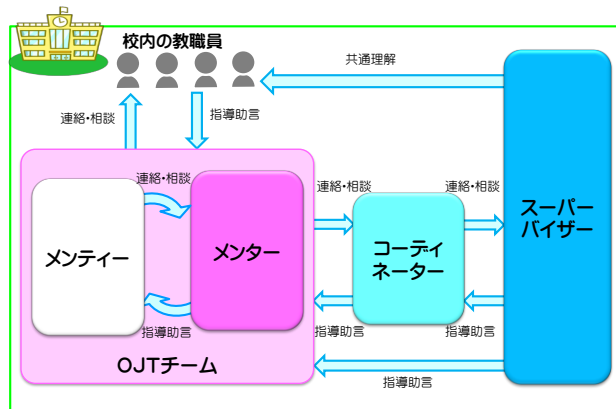 校内の教職員
共通理解
連絡・相談
指導助言
連絡・相談
連絡・相談
連絡・相談
メンティー
メンター
コーディ
ネーター
スーパー
バイザー
指導助言
指導助言
指導助言
OJTチーム
指導助言